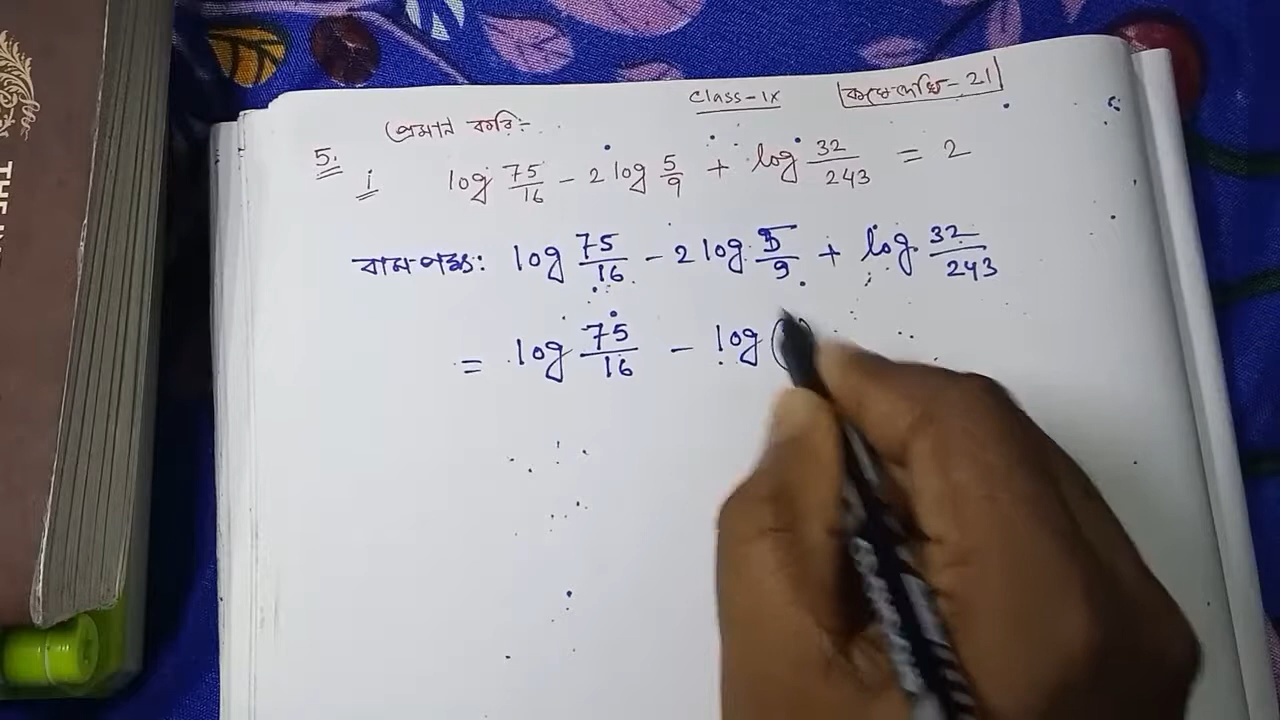 Class-IX কষে দেখি-21
প্রমান করি:-
5. i log 75/16 - 2 log 5/9 + log 32/243 = 2
বামপক্ষ: log 75/16 - 2 log 5/9 + log 32/243
= log 75/16 - log (